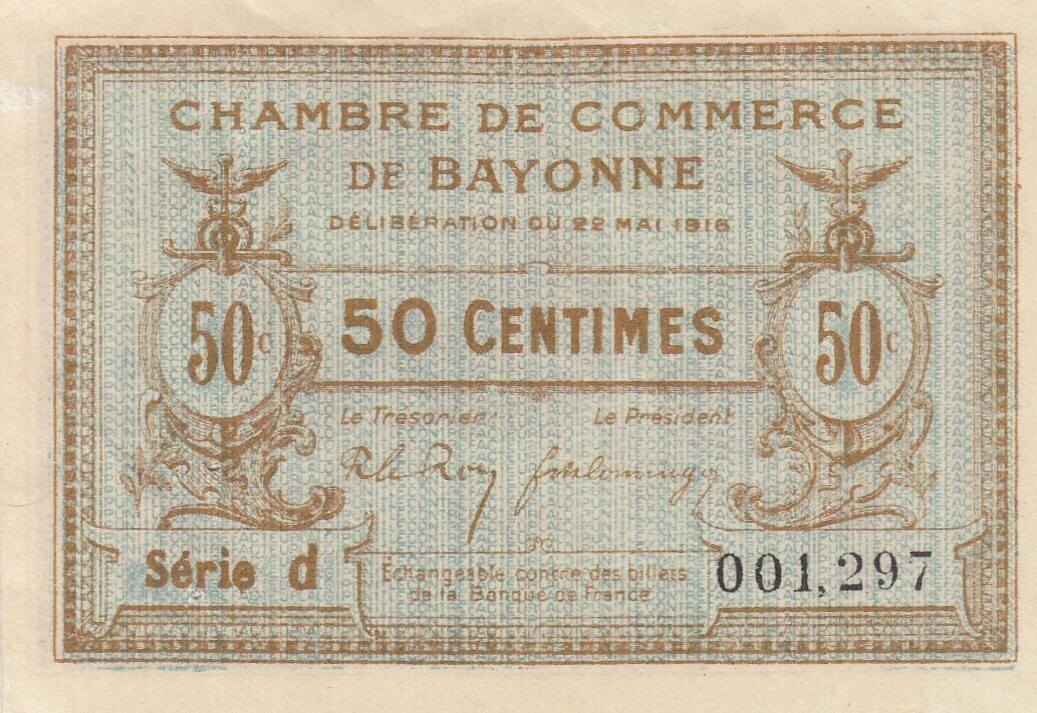 CHAMBRE DE COMMERCE
DE BAYONNE
DÉLIBÉRATION DU 22 MAI 1916
50c
50 CENTIMES
50c
Le Trésorier
Le Président
Série d
Echangeable contre des billets
de la Banque de France
001,297